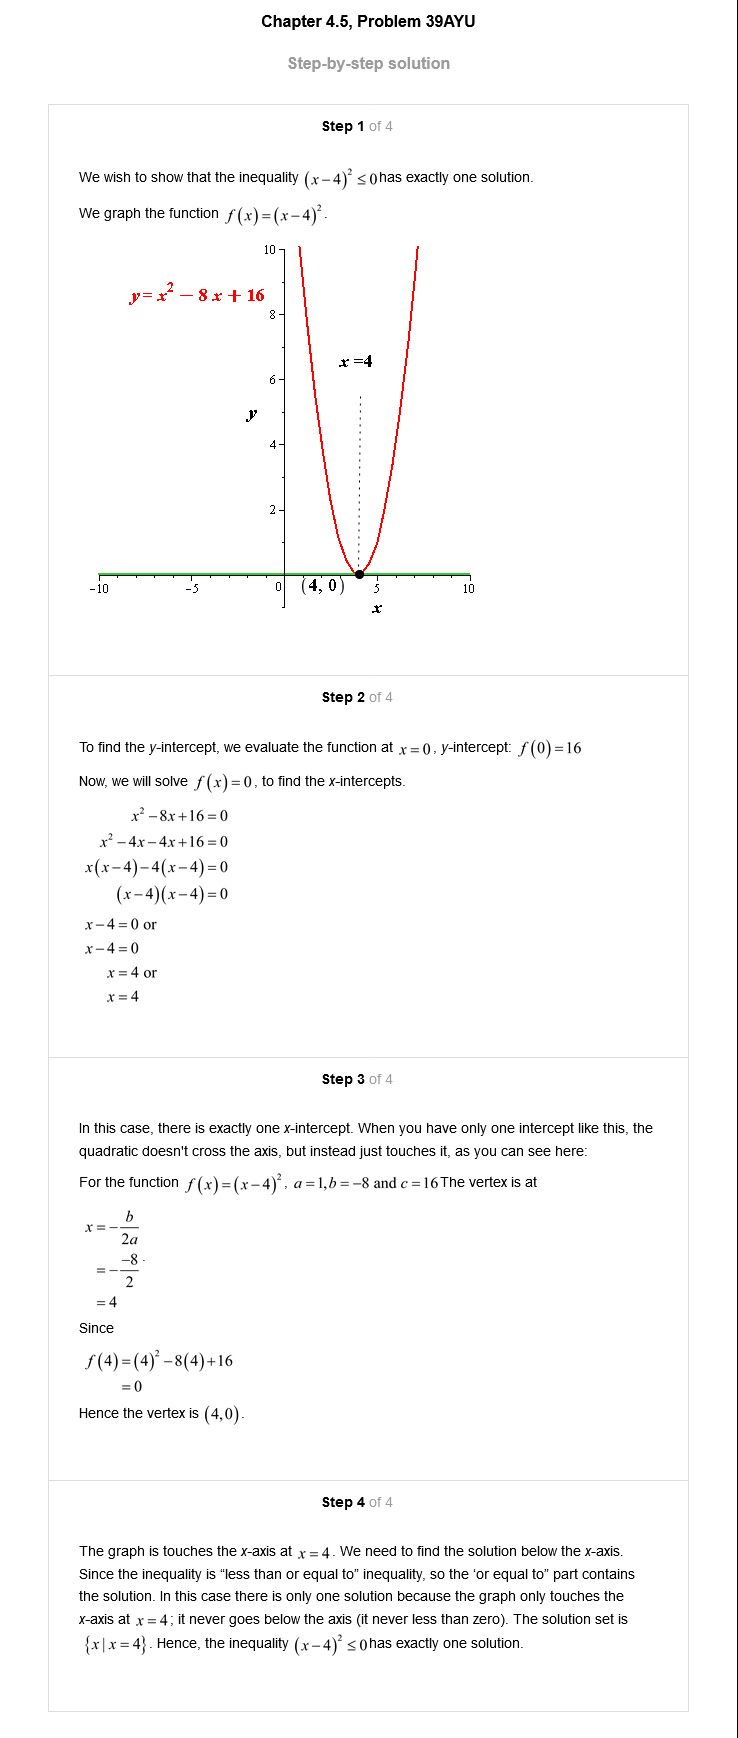 Chapter 4.5, Problem 39AYU
Step-by-step solution
Step 1 of 4
We wish to show that the inequality (x−4)² ≤ 0 has exactly one solution.
We graph the function f(x)=(x−4)².
10
y=x² − 8x + 16
8
x =4
6
y
4
2
-10
-5
0
(4, 0)
5
10
x
Step 2 of 4
To find the y-intercept, we evaluate the function at x=0, y-intercept: f(0)=16
Now, we will solve f(x)=0, to find the x-intercepts.
x²−8x+16=0
x²−4x−4x+16=0
x(x−4)−4(x−4)=0
(x−4)(x−4)=0
x−4=0 or
x−4=0
x=4 or
x=4
Step 3 of 4
In this case, there is exactly one x-intercept. When you have only one intercept like this, the
quadratic doesn't cross the axis, but instead just touches it, as you can see here:
For the function f(x)=(x−4)², a=1,b=−8 and c=16 The vertex is at
x=−b/2a
=−−8/2.
=4
Since
f(4)=(4)²−8(4)+16
=0
Hence the vertex is (4,0).
Step 4 of 4
The graph is touches the x-axis at x=4. We need to find the solution below the x-axis.
Since the inequality is “less than or equal to” inequality, so the ‘or equal to” part contains
the solution. In this case there is only one solution because the graph only touches the
x-axis at x=4; it never goes below the axis (it never less than zero). The solution set is
{x|x=4}. Hence, the inequality (x−4)² ≤ 0 has exactly one solution.